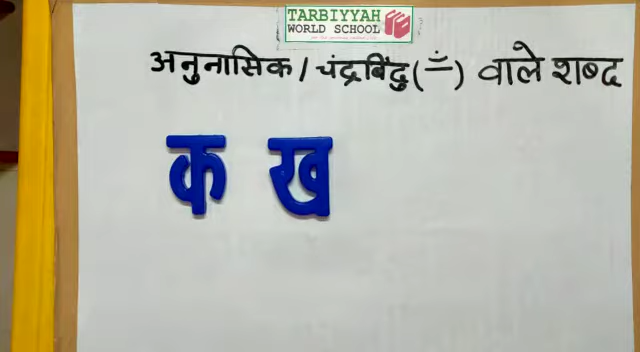 TARBIYYAH
WORLD SCHOOL
अनुनासिक / चंद्रबिंदु (ँ) वाले शब्द
क ख